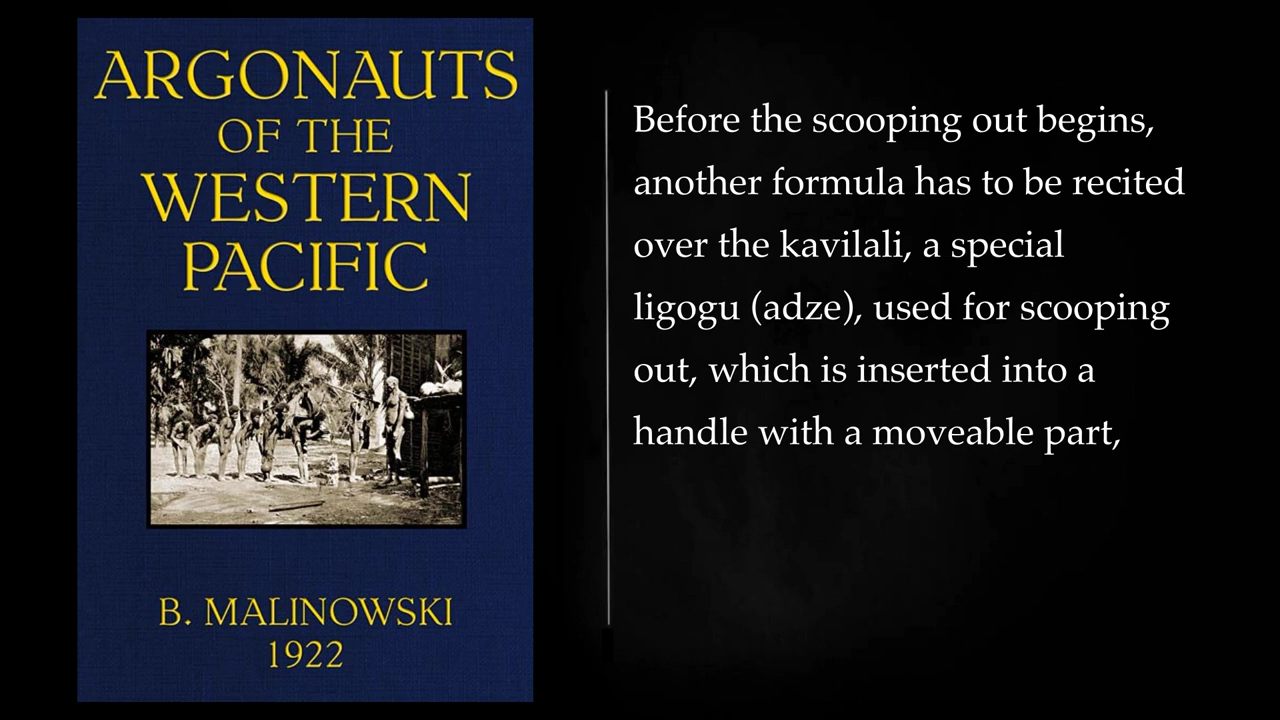 ARGONAUTS
OF THE
WESTERN
PACIFIC
B. MALINOWSKI
1922
Before the scooping out begins,
another formula has to be recited
over the kavilali, a special
ligogu (adze), used for scooping
out, which is inserted into a
handle with a moveable part,